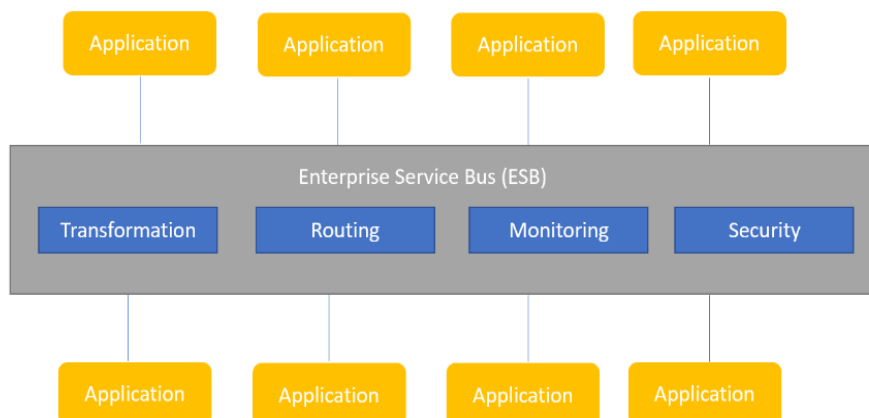 Application
Application
Application
Application
Enterprise Service Bus (ESB)
Transformation
Routing
Monitoring
Security
Application
Application
Application
Application